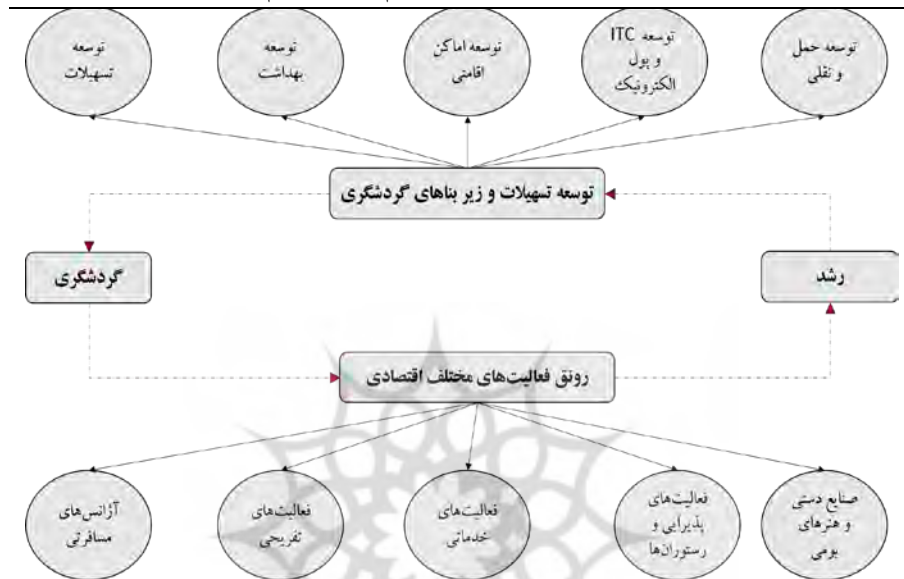 توسعه حمل
و نقلی
توسعه ITC
و پول
الکترونیک
توسعه اماکن
اقامتی
توسعه
بهداشت
توسعه
تسهیلات
توسعه تسهیلات و زیر بناهای گردشگری
رشد
گردشگری
رونق فعالیت‌های مختلف اقتصادی
صنایع دستی
و هنرهای
بومی
فعالیت‌های
پذیرایی و
رستوران‌ها
فعالیت‌های
خدماتی
فعالیت‌های
تفریحی
آژانس‌های
مسافرتی